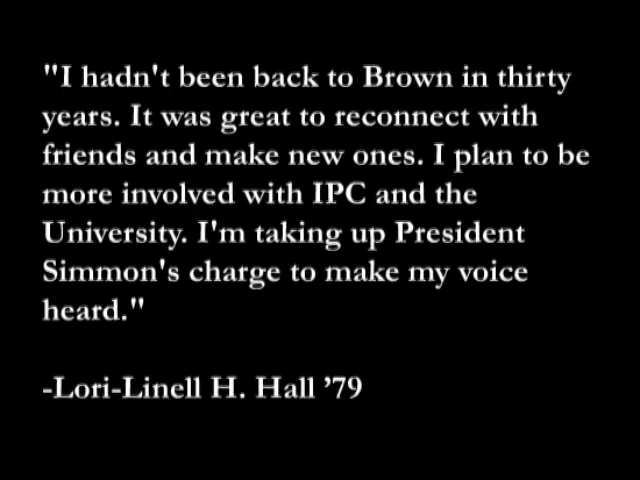 "I hadn't been back to Brown in thirty
years. It was great to reconnect with
friends and make new ones. I plan to be
more involved with IPC and the
University. I'm taking up President
Simmon's charge to make my voice
heard."
-Lori-Linell H. Hall ’79